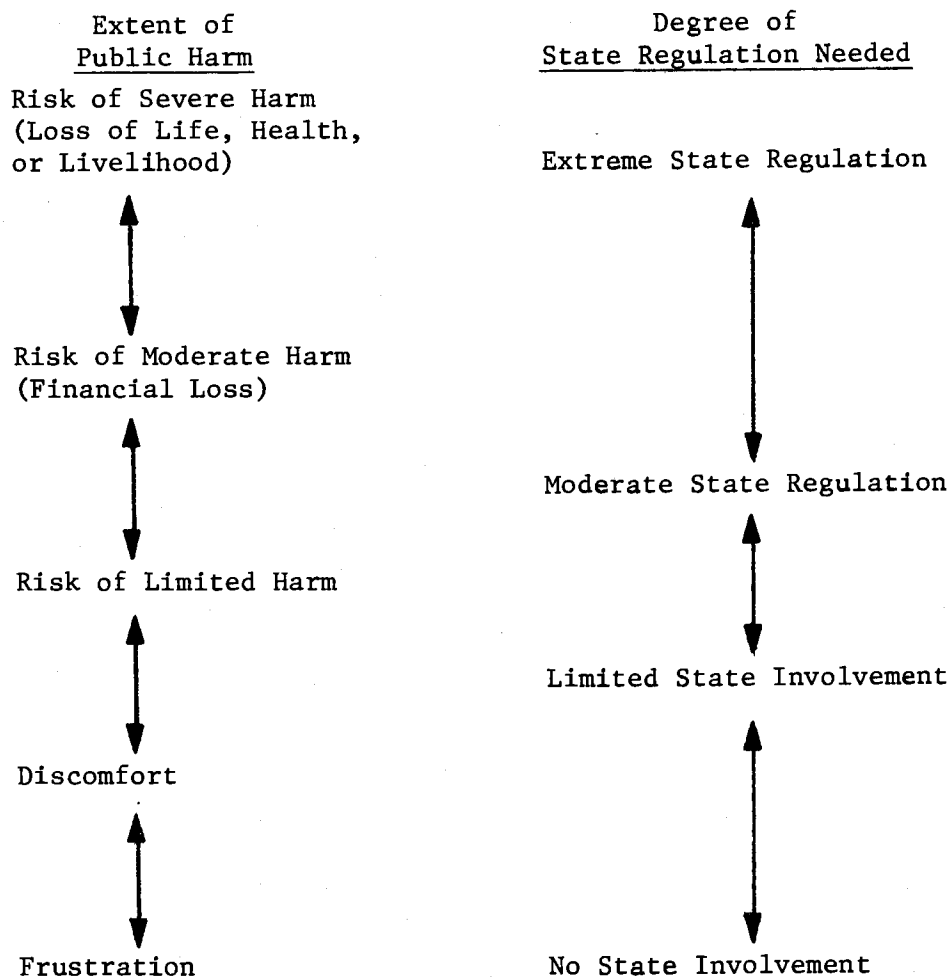 Extent of
Public Harm
Risk of Severe Harm
(Loss of Life, Health,
or Livelihood)
Risk of Moderate Harm
(Financial Loss)
Risk of Limited Harm
Discomfort
Frustration
Degree of
State Regulation Needed
Extreme State Regulation
Moderate State Regulation
Limited State Involvement
No State Involvement